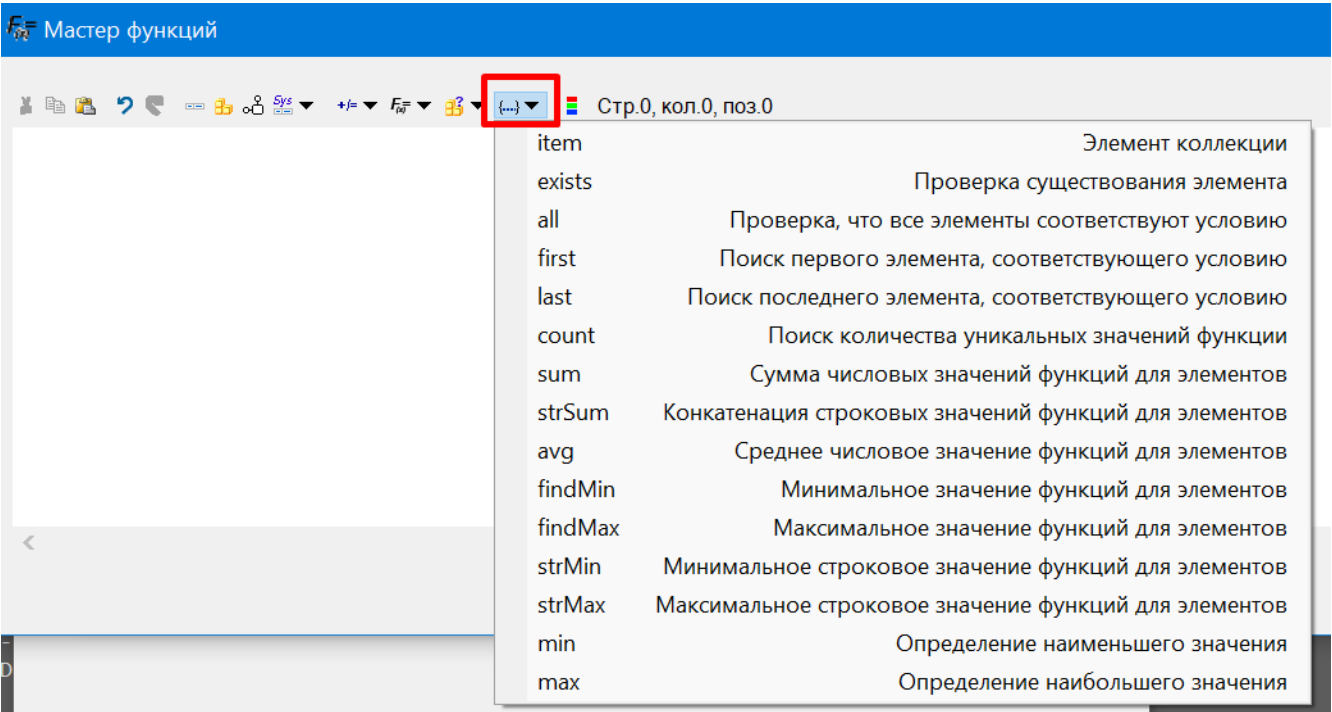 Мастер функций
Sys +/= F(x) {...} Стр.0, кол.0, поз.0
item Элемент коллекции
exists Проверка существования элемента
all Проверка, что все элементы соответствуют условию
first Поиск первого элемента, соответствующего условию
last Поиск последнего элемента, соответствующего условию
count Поиск количества уникальных значений функции
sum Сумма числовых значений функций для элементов
strSum Конкатенация строковых значений функций для элементов
avg Среднее числовое значение функций для элементов
findMin Минимальное значение функций для элементов
findMax Максимальное значение функций для элементов
strMin Минимальное строковое значение функций для элементов
strMax Максимальное строковое значение функций для элементов
min Определение наименьшего значения
max Определение наибольшего значения